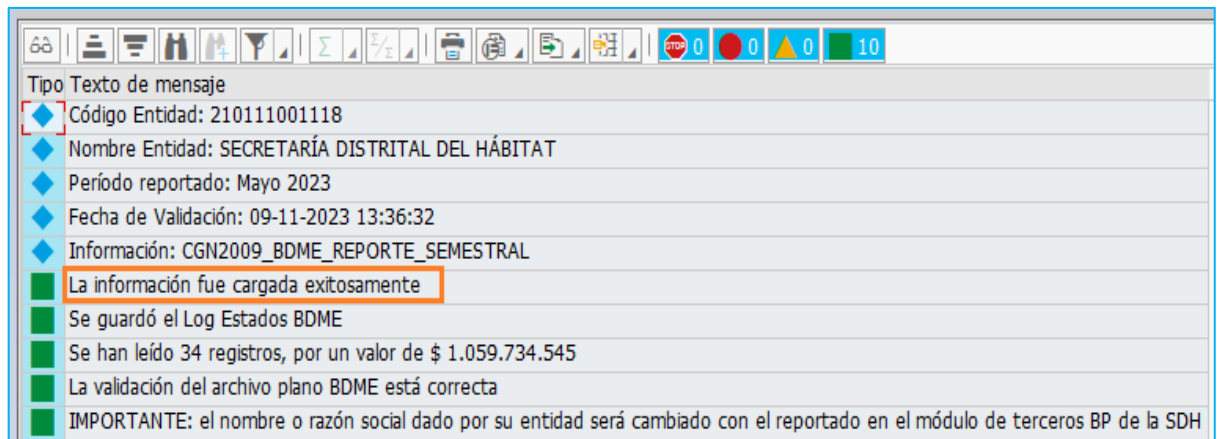 STOP 0 0 0 10
Tipo Texto de mensaje
Código Entidad: 210111001118
Nombre Entidad: SECRETARÍA DISTRITAL DEL HÁBITAT
Período reportado: Mayo 2023
Fecha de Validación: 09-11-2023 13:36:32
Información: CGN2009_BDME_REPORTE_SEMESTRAL
La información fue cargada exitosamente
Se guardó el Log Estados BDME
Se han leído 34 registros, por un valor de $ 1.059.734.545
La validación del archivo plano BDME está correcta
IMPORTANTE: el nombre o razón social dado por su entidad será cambiado con el reportado en el módulo de terceros BP de la SDH